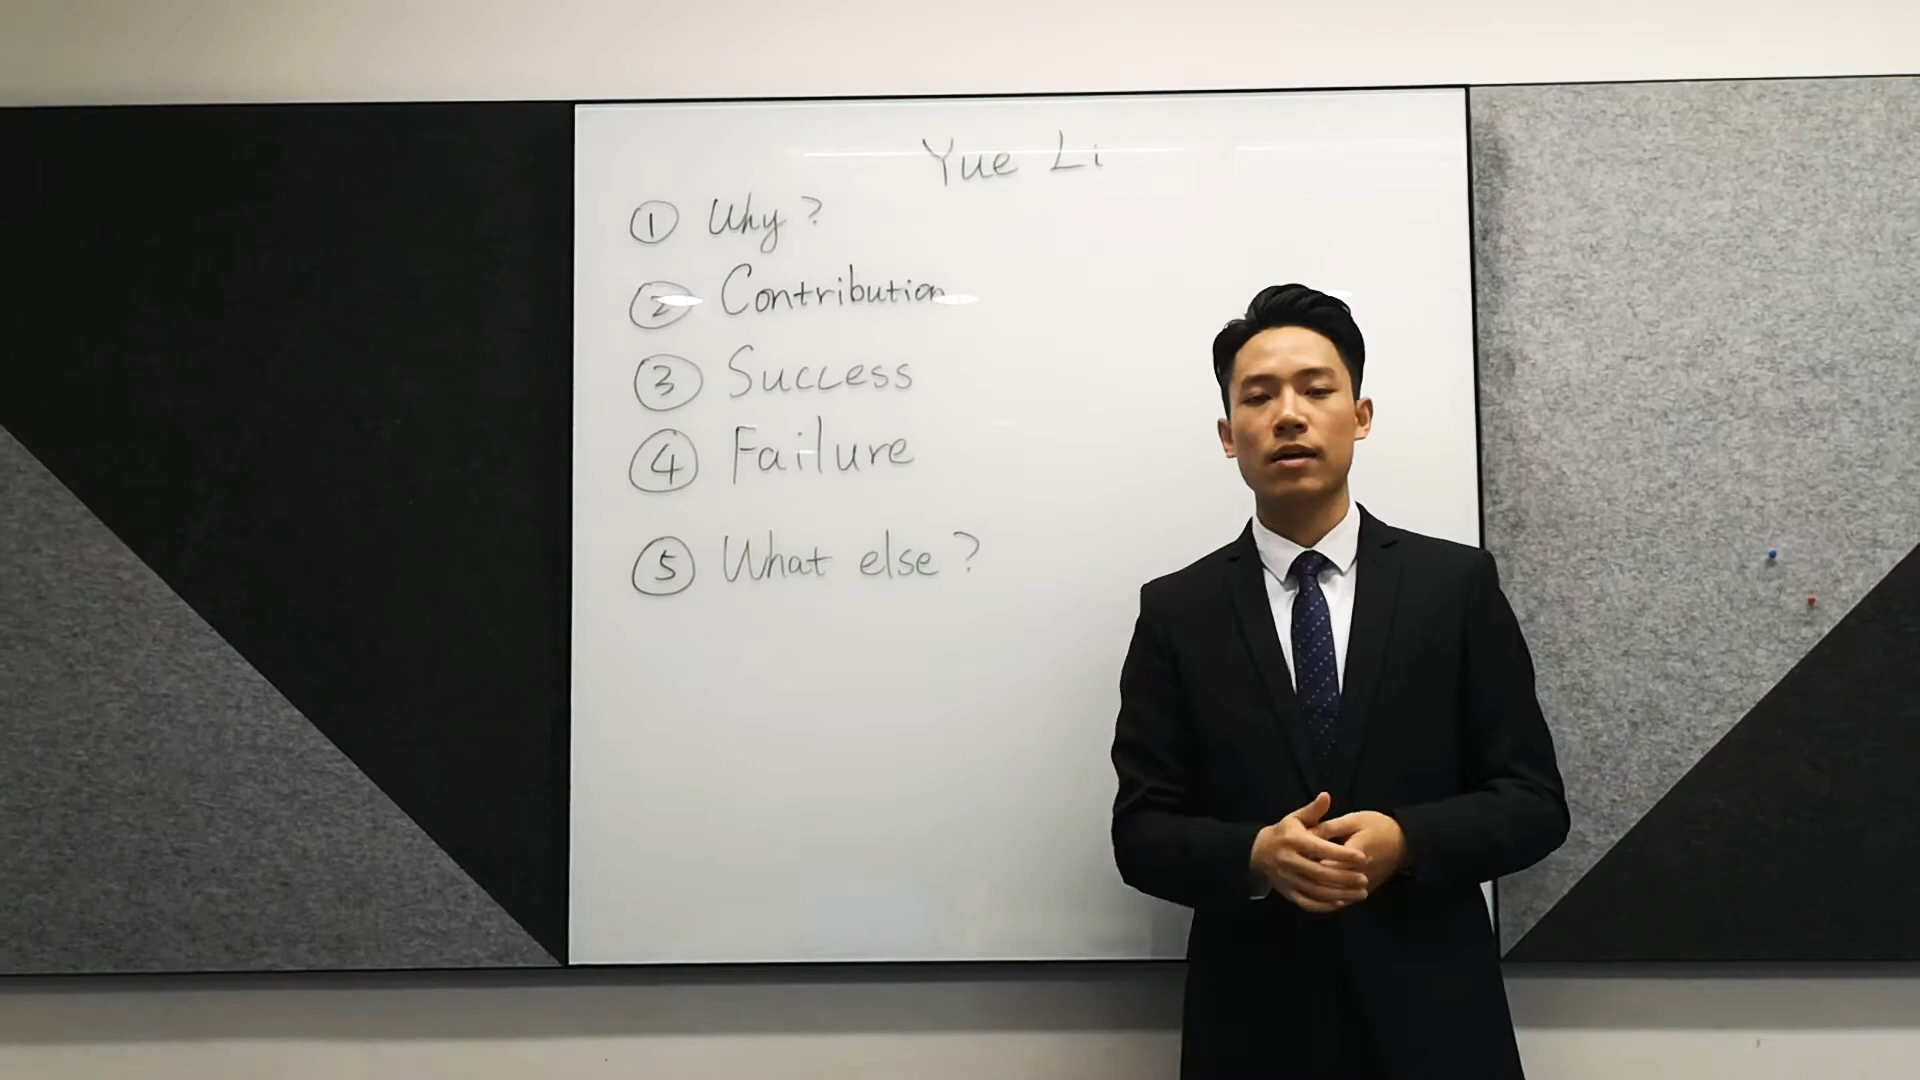 Yue Li
① Why?
② Contribution
③ Success
④ Failure
⑤ What else?